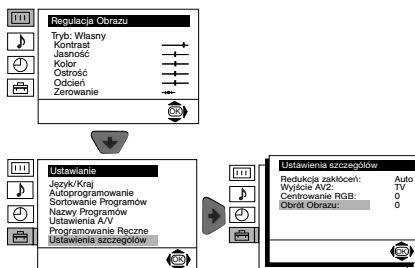 Regulacja Obrazu
Tryb: Własny
Kontrast
Jasność
Kolor
Ostrość
Odcień
Zerowanie
OK
Ustawianie
Język/Kraj
Autoprogramowanie
Sortowanie Programów
Nazwy Programów
Ustawienia A/V
Programowanie Ręczne
Ustawienia szczegółów
OK
Ustawienia szczegółów
Redukcja zakłóceń: Auto
Wyjście AV2: TV
Centrowanie RGB: 0
Obrót Obrazu: 0
OK